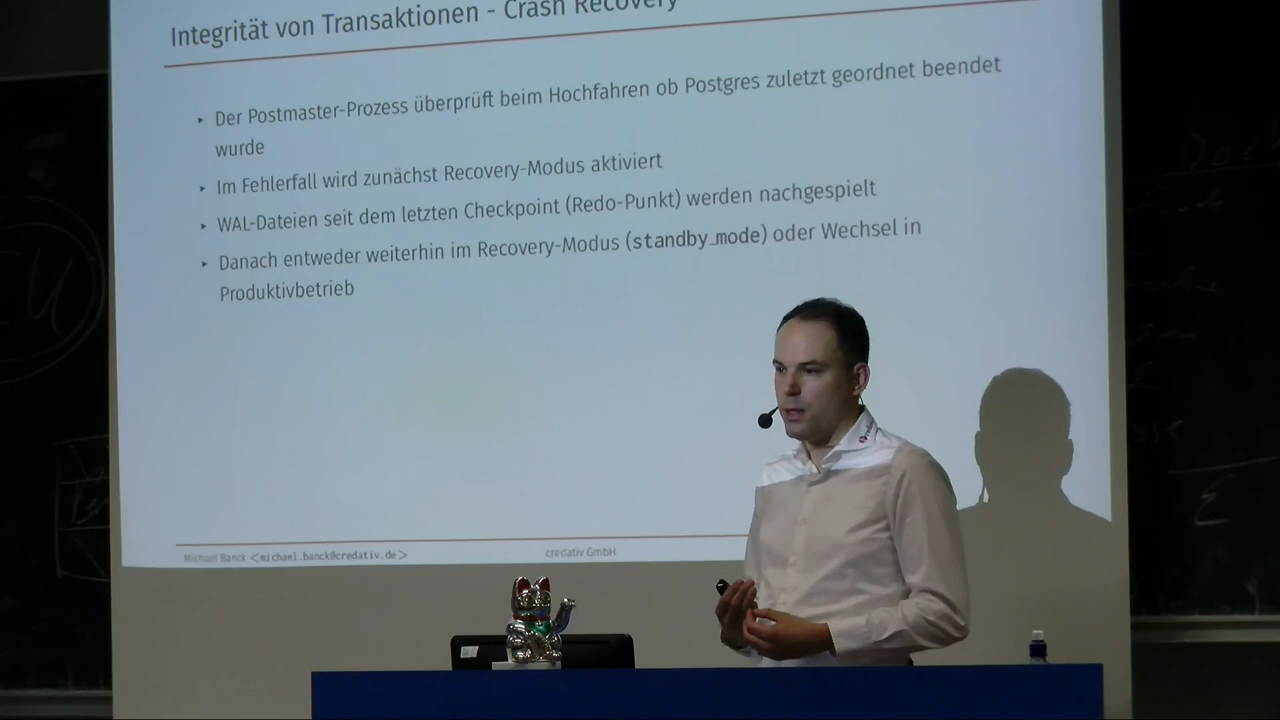 Integrität von Transaktionen - Crash Recovery
‣ Der Postmaster-Prozess überprüft beim Hochfahren ob Postgres zuletzt geordnet beendet
wurde
‣ Im Fehlerfall wird zunächst Recovery-Modus aktiviert
‣ WAL-Dateien seit dem letzten Checkpoint (Redo-Punkt) werden nachgespielt
‣ Danach entweder weiterhin im Recovery-Modus (standby_mode) oder Wechsel in
Produktivbetrieb
Michael Banck <michael.banck@credativ.de>
credativ GmbH